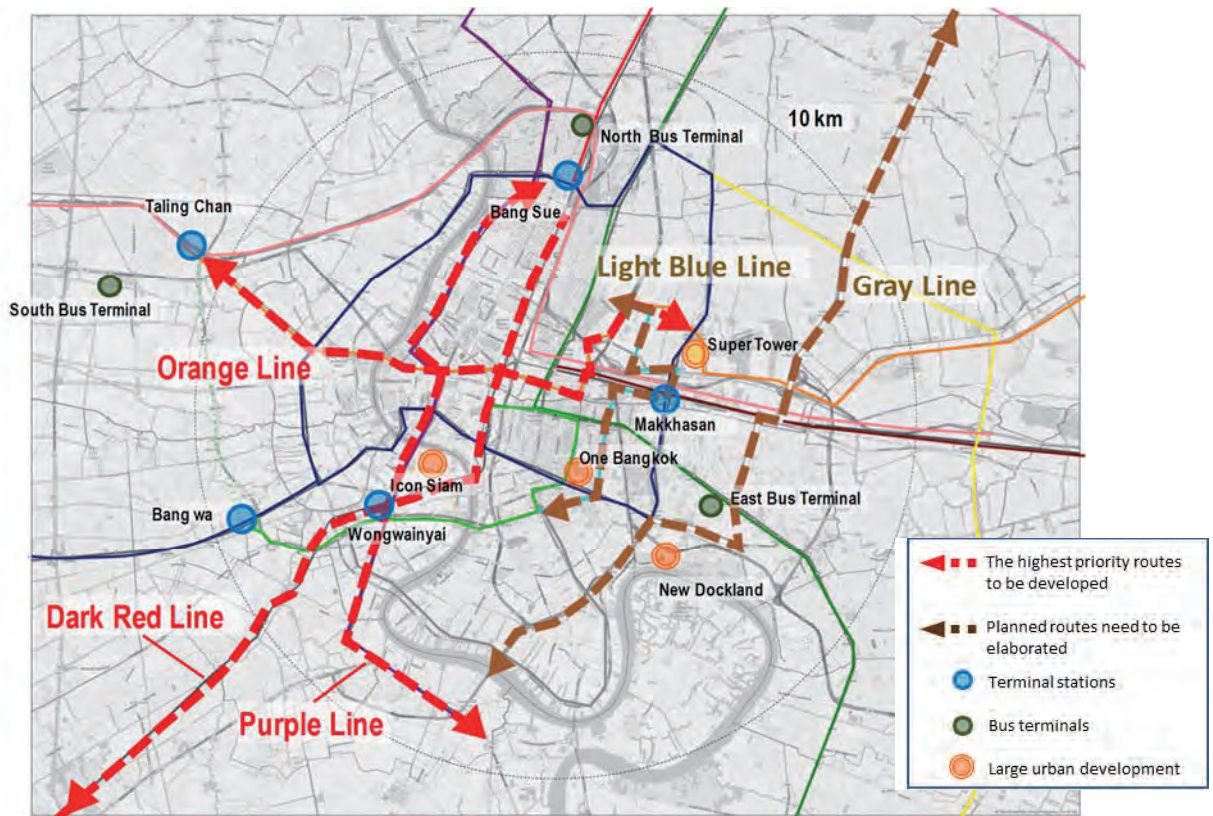 10 km
North Bus Terminal
Bang Sue
Taling Chan
South Bus Terminal
Light Blue Line
Gray Line
Super Tower
Orange Line
Makkhasan
One Bangkok
Icon Siam
East Bus Terminal
Bang wa
Wongwainyai
New Dockland
Dark Red Line
Purple Line
The highest priority routes
to be developed
Planned routes need to be
elaborated
Terminal stations
Bus terminals
Large urban development